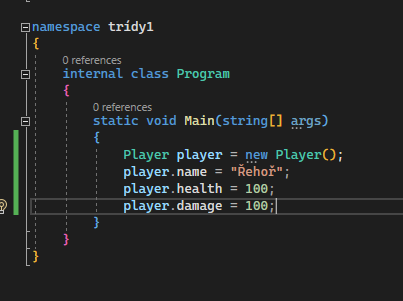 namespace trídy1
{
0 references
internal class Program
{
0 references
static void Main(string[] args)
{
Player player = new Player();
player.name = "Řehoř";
player.health = 100;
player.damage = 100;
}
}
}